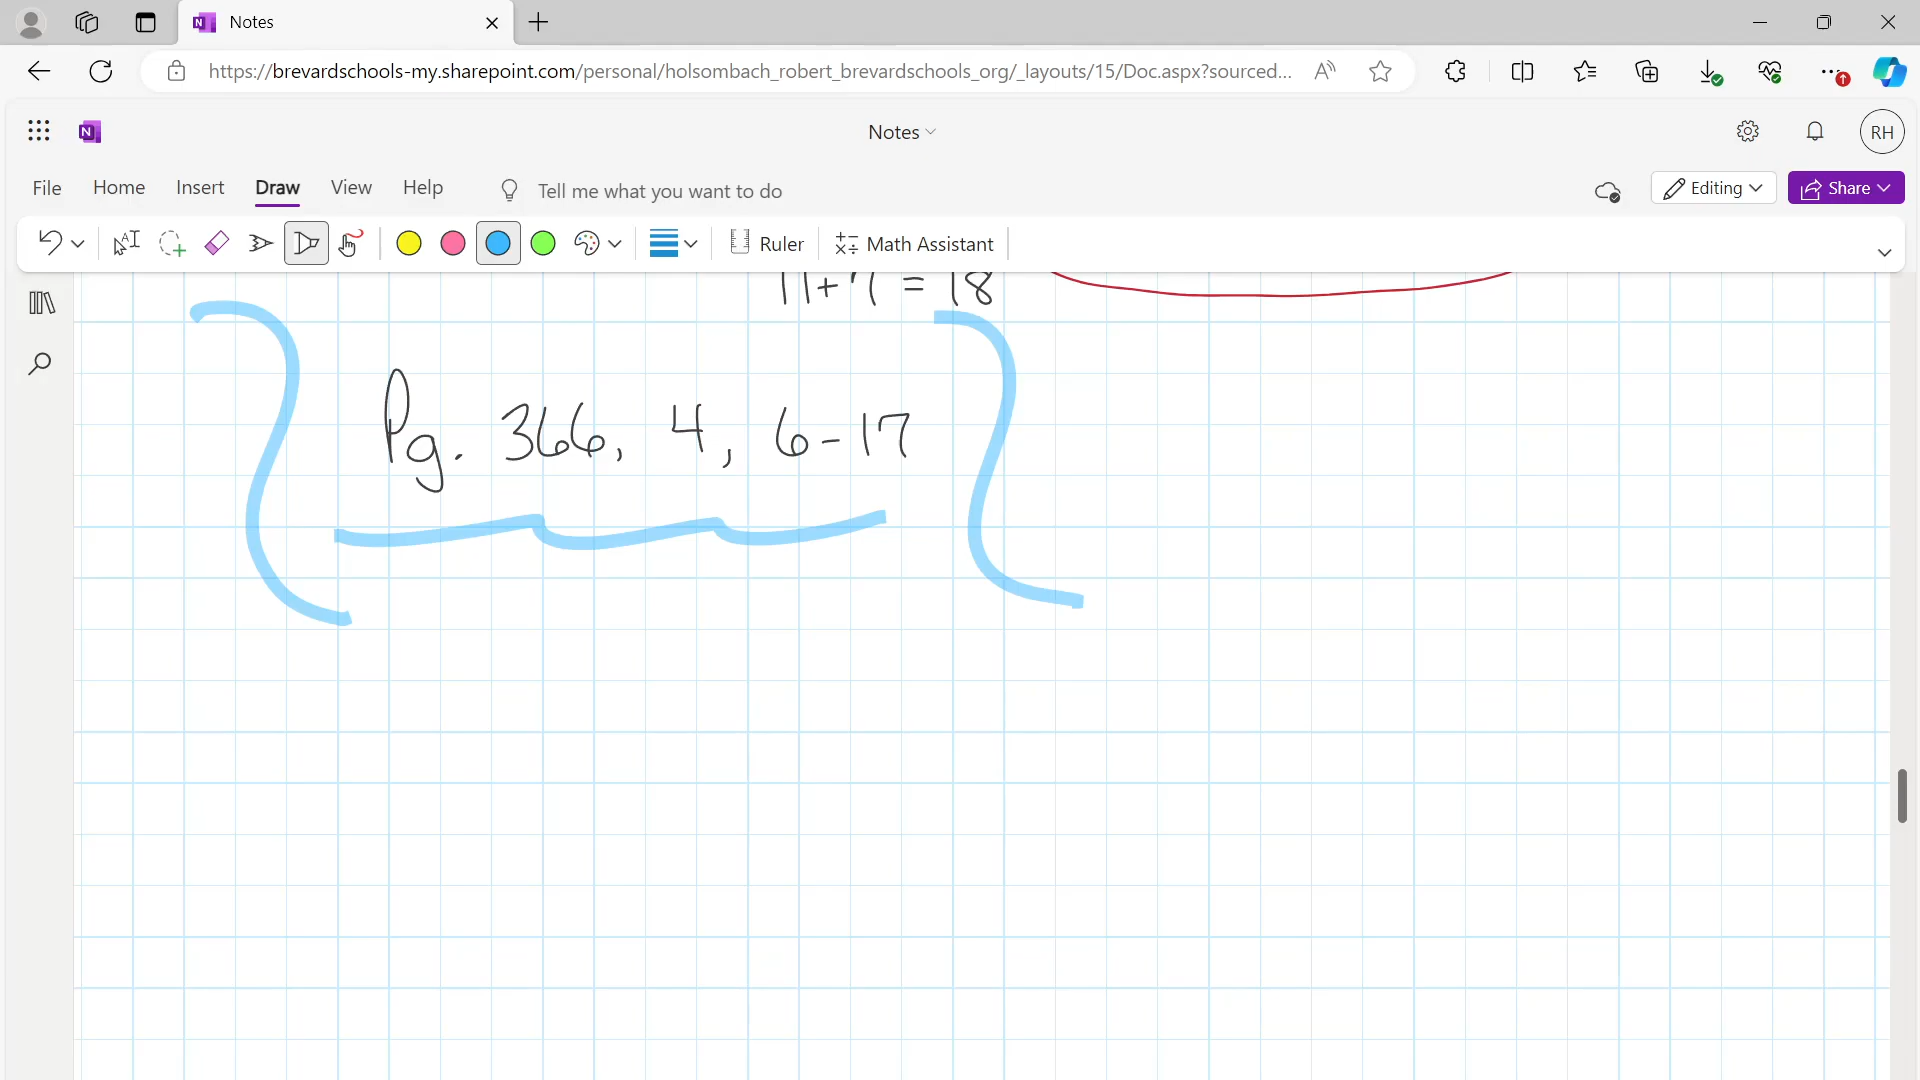 Notes
https://brevardschools-my.sharepoint.com/personal/holsombach_robert_brevardschools_org/_layouts/15/Doc.aspx?sourced...
Notes
RH
File Home Insert Draw View Help Tell me what you want to do Editing Share
Ruler Math Assistant
11+7 = 18
Pg. 366, 4, 6-17